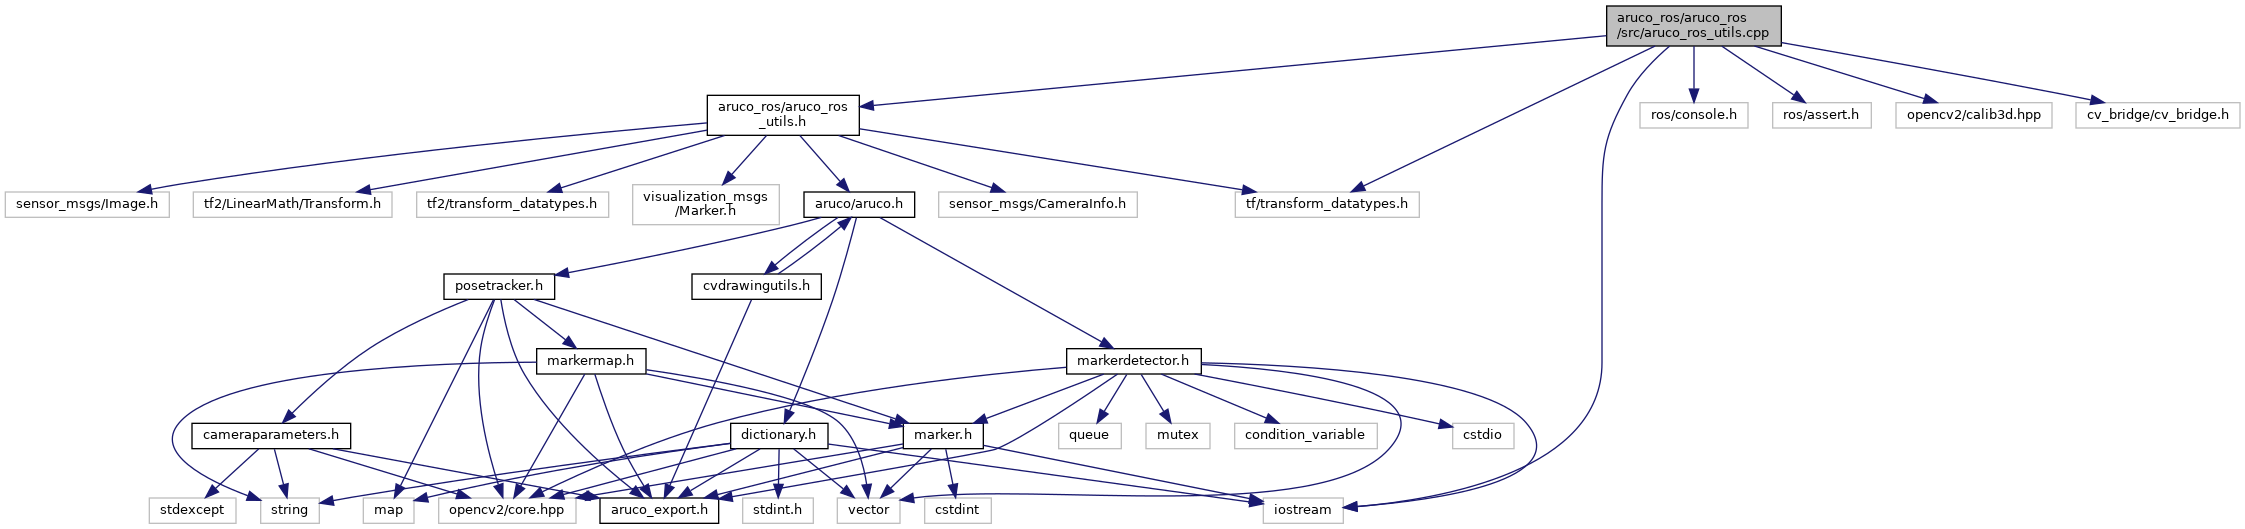 aruco_ros/aruco_ros
/src/aruco_ros_utils.cpp
aruco_ros/aruco_ros
_utils.h
ros/console.h
ros/assert.h
opencv2/calib3d.hpp
cv_bridge/cv_bridge.h
sensor_msgs/Image.h
tf2/LinearMath/Transform.h
tf2/transform_datatypes.h
visualization_msgs
/Marker.h
aruco/aruco.h
sensor_msgs/CameraInfo.h
tf/transform_datatypes.h
posetracker.h
cvdrawingutils.h
markermap.h
markerdetector.h
cameraparameters.h
dictionary.h
marker.h
queue
mutex
condition_variable
cstdio
stdexcept
string
map
opencv2/core.hpp
aruco_export.h
stdint.h
vector
cstdint
iostream